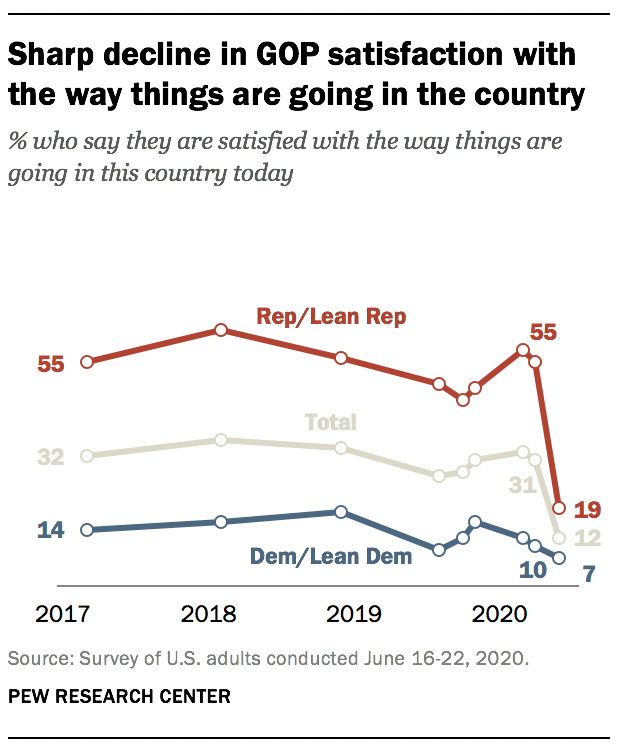 Sharp decline in GOP satisfaction with
the way things are going in the country
% who say they are satisfied with the way things are
going in this country today
Rep/Lean Rep
55
55
Total
32
31
19
14
12
Dem/Lean Dem
10
7
2017 2018 2019 2020
Source: Survey of U.S. adults conducted June 16-22, 2020.
PEW RESEARCH CENTER